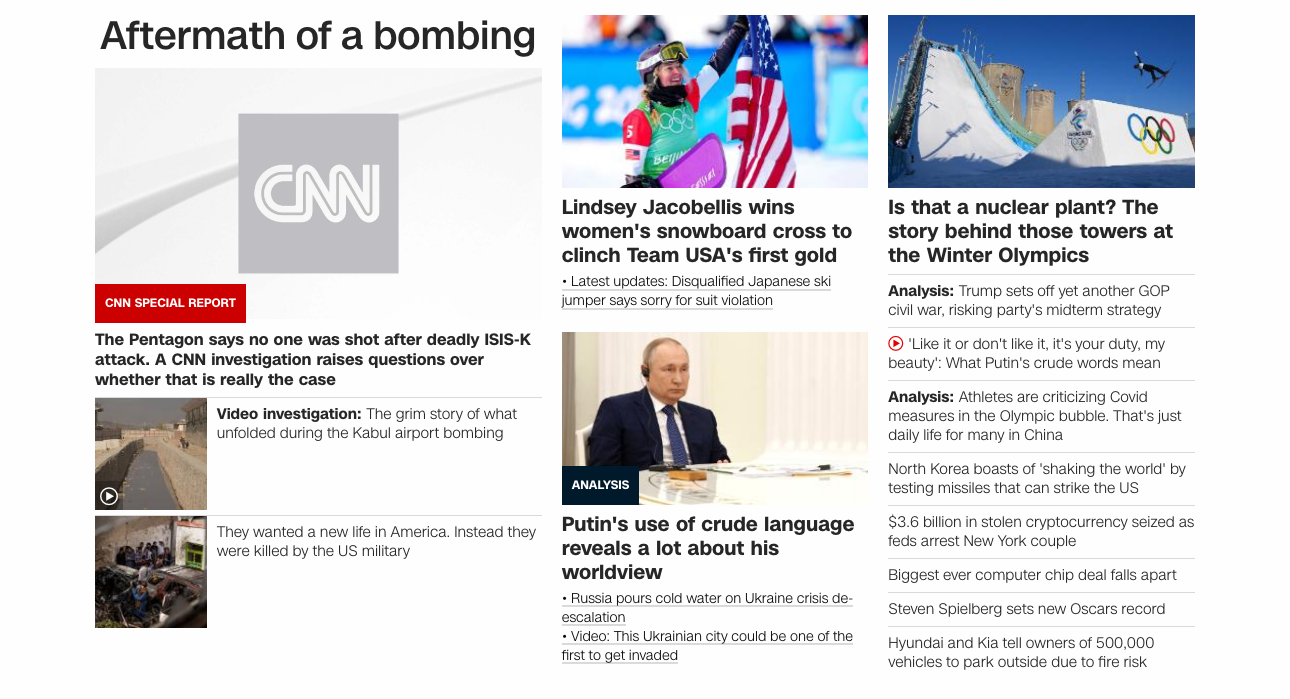 Aftermath of a bombing
CNN
CNN SPECIAL REPORT
The Pentagon says no one was shot after deadly ISIS-K
attack. A CNN investigation raises questions over
whether that is really the case
Video investigation: The grim story of what
unfolded during the Kabul airport bombing
They wanted a new life in America. Instead they
were killed by the US military
Lindsey Jacobellis wins
women's snowboard cross to
clinch Team USA's first gold
• Latest updates: Disqualified Japanese ski
jumper says sorry for suit violation
ANALYSIS
Putin's use of crude language
reveals a lot about his
worldview
• Russia pours cold water on Ukraine crisis de-
escalation
• Video: This Ukrainian city could be one of the
first to get invaded
Is that a nuclear plant? The
story behind those towers at
the Winter Olympics
Analysis: Trump sets off yet another GOP
civil war, risking party's midterm strategy
'Like it or don't like it, it's your duty, my
beauty': What Putin's crude words mean
Analysis: Athletes are criticizing Covid
measures in the Olympic bubble. That's just
daily life for many in China
North Korea boasts of 'shaking the world' by
testing missiles that can strike the US
$3.6 billion in stolen cryptocurrency seized as
feds arrest New York couple
Biggest ever computer chip deal falls apart
Steven Spielberg sets new Oscars record
Hyundai and Kia tell owners of 500,000
vehicles to park outside due to fire risk